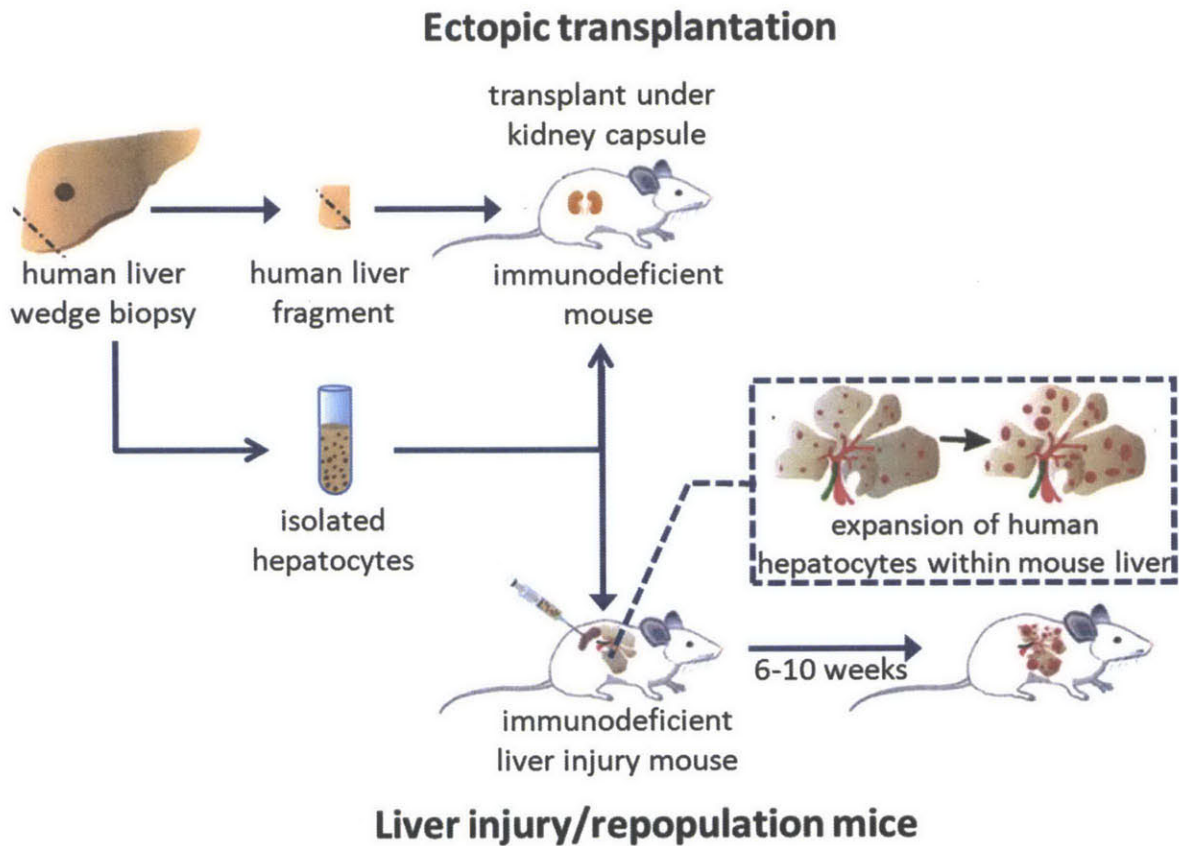 Ectopic transplantation
transplant under
kidney capsule
human liver
wedge biopsy
human liver
fragment
immunodeficient
mouse
isolated
hepatocytes
expansion of human
hepatocytes within mouse liver
6-10 weeks
immunodeficient
liver injury mouse
Liver injury/repopulation mice